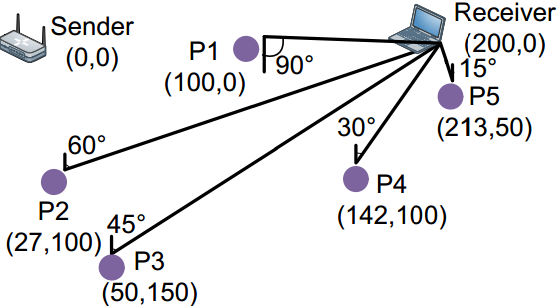 Sender
(0,0)
Receiver
(200,0)
P1
(100,0)
90°
15°
P5
(213,50)
60°
P2
(27,100)
30°
P4
(142,100)
45°
P3
(50,150)